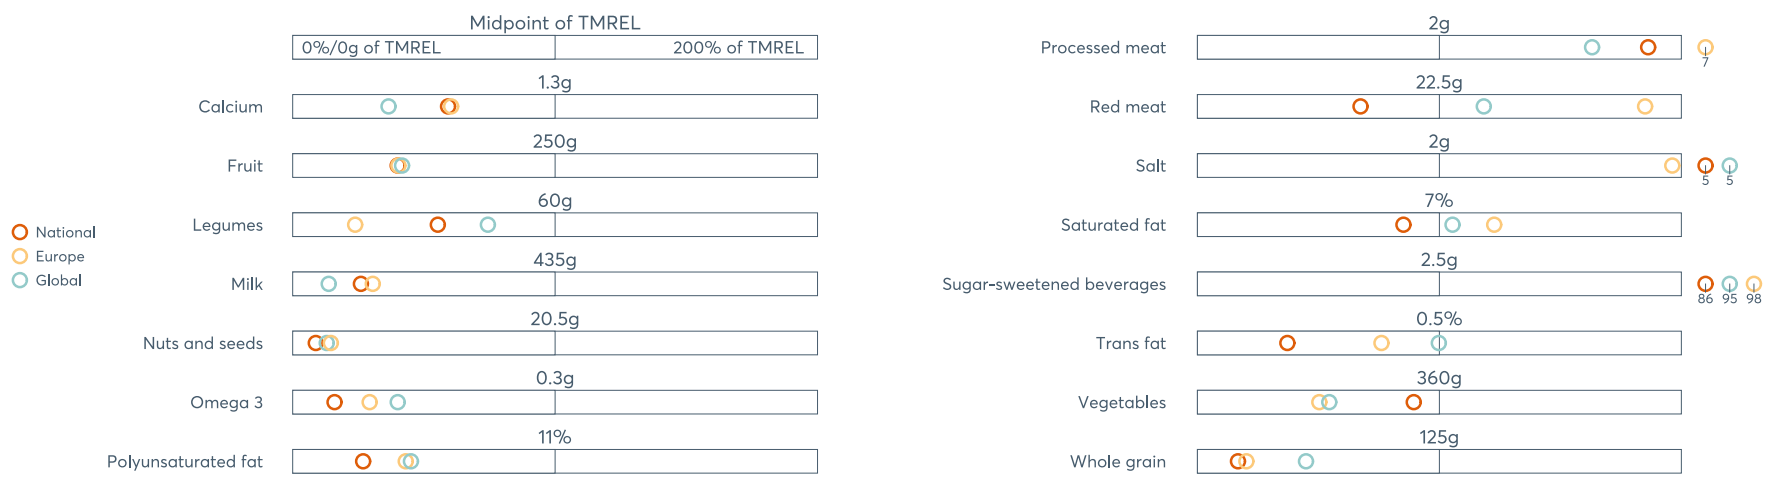 Midpoint of TMREL
0%/0g of TMREL 200% of TMREL
1.3g
Calcium
250g
Fruit
60g
Legumes
435g
Milk
20.5g
Nuts and seeds
0.3g
Omega 3
11%
Polyunsaturated fat
National
Europe
Global
2g
Processed meat
7
22.5g
Red meat
2g
Salt
5 5
7%
Saturated fat
2.5g
Sugar-sweetened beverages
86 95 98
0.5%
Trans fat
360g
Vegetables
125g
Whole grain